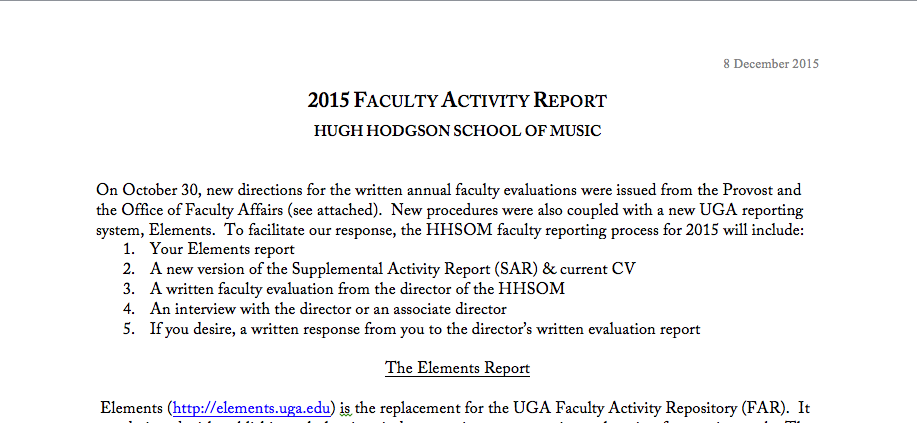 8 December 2015
2015 FACULTY ACTIVITY REPORT
HUGH HODGSON SCHOOL OF MUSIC
On October 30, new directions for the written annual faculty evaluations were issued from the Provost and
the Office of Faculty Affairs (see attached).  New procedures were also coupled with a new UGA reporting
system, Elements.  To facilitate our response, the HHSOM faculty reporting process for 2015 will include:
1. Your Elements report
2. A new version of the Supplemental Activity Report (SAR) & current CV
3. A written faculty evaluation from the director of the HHSOM
4. An interview with the director or an associate director
5. If you desire, a written response from you to the director's written evaluation report
The Elements Report
Elements (http://elements.uga.edu) is the replacement for the UGA Faculty Activity Repository (FAR).  It